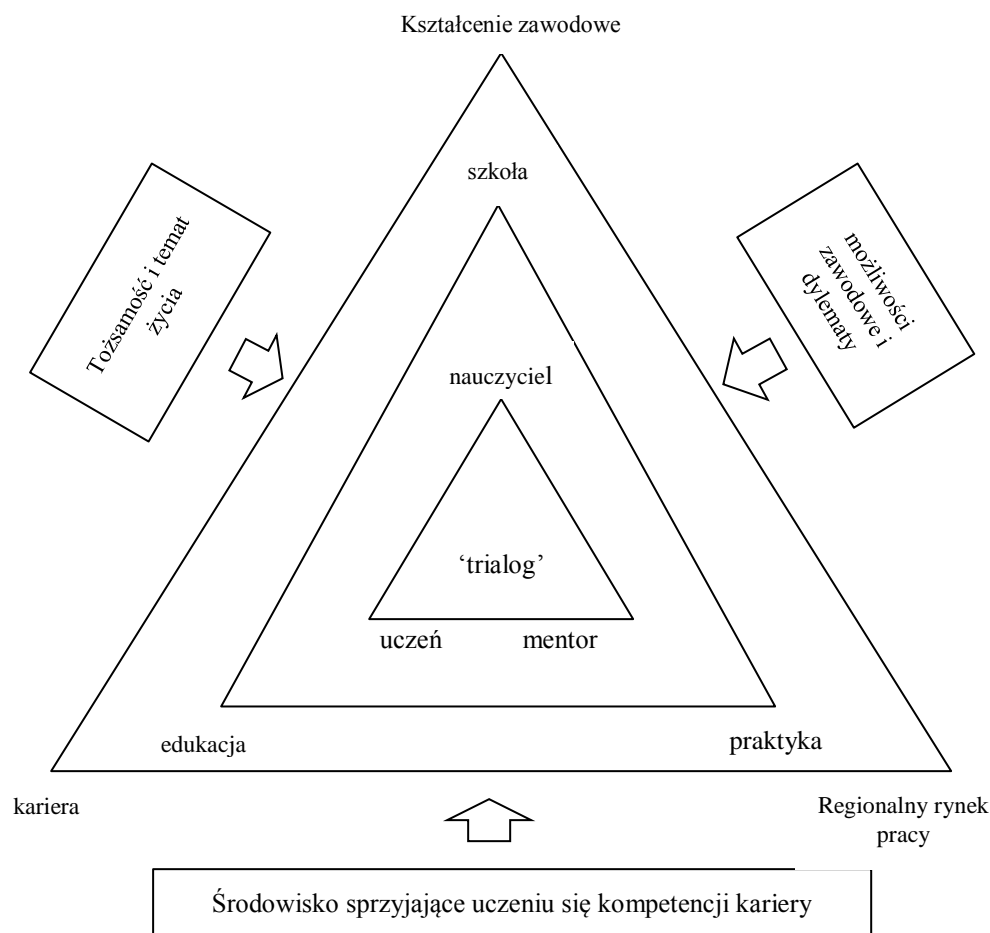 Kształcenie zawodowe
szkoła
Tożsamość i temat
życia
możliwości
zawodowe i
dylematy
nauczyciel
‘trialog’
uczeń
mentor
edukacja
praktyka
kariera
Regionalny rynek
pracy
Środowisko sprzyjające uczeniu się kompetencji kariery